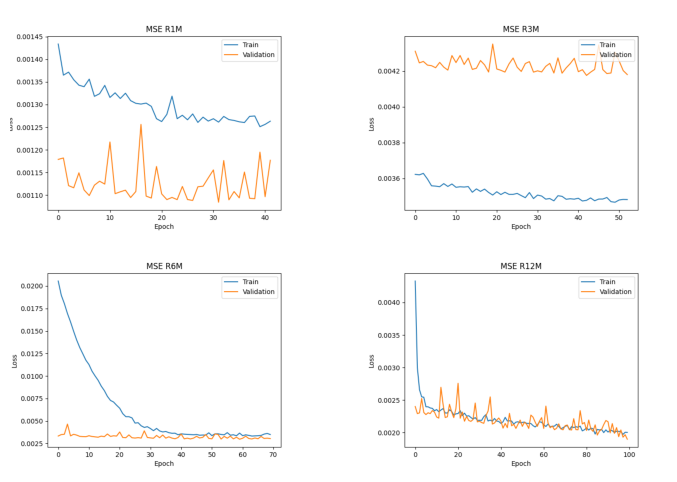 MSE R1M
0.00145
0.00140
0.00135
0.00130
0.00125
0.00120
0.00115
0.00110
Loss
0
10
20
30
40
Epoch
Train
Validation
MSE R3M
0.0042
0.0040
0.0038
0.0036
Loss
0
10
20
30
40
50
Epoch
Train
Validation
MSE R6M
0.0200
0.0175
0.0150
0.0125
0.0100
0.0075
0.0050
0.0025
Loss
0
10
20
30
40
50
60
70
Epoch
Train
Validation
MSE R12M
0.0040
0.0035
0.0030
0.0025
0.0020
Loss
0
20
40
60
80
100
Epoch
Train
Validation